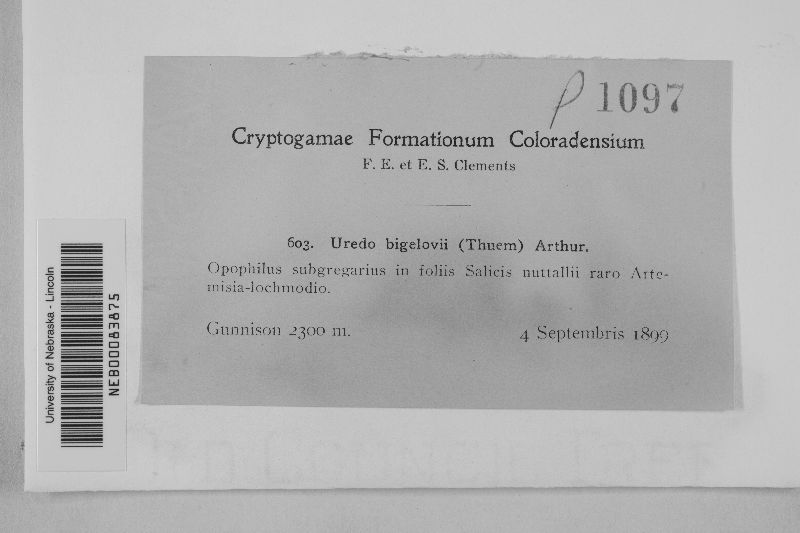 P 1097
Cryptogamae Formationum Coloradensium
F. E. et E. S. Clements
603. Uredo bigelovii (Thuem) Arthur.
Opophilus subgregarius in foliis Salicis nuttallii raro Arte-
misia-lochmodio.
Gunnison 2300 m.
4 Septembris 1899
University of Nebraska - Lincoln
NEB00083875